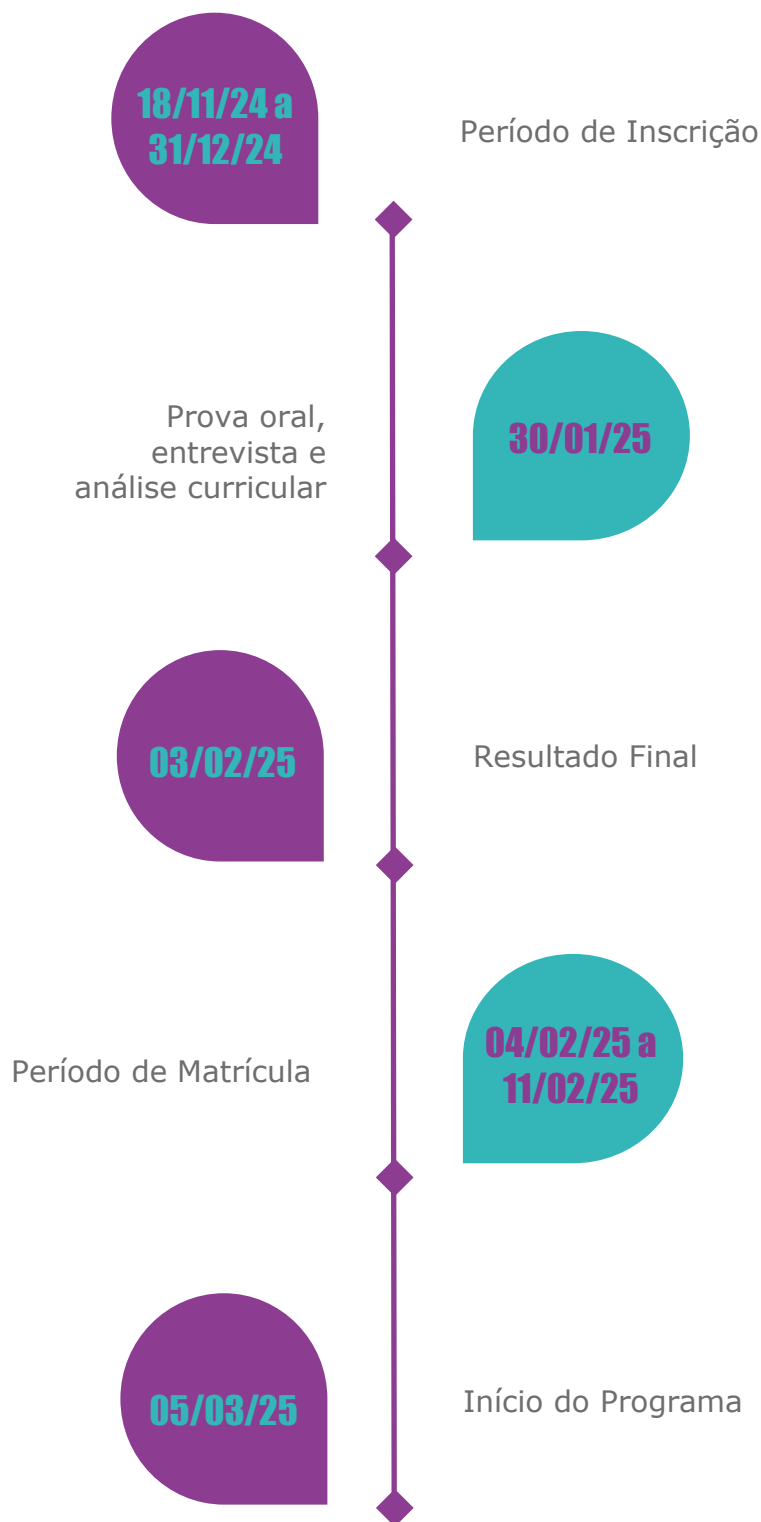 18/11/24 a
31/12/24
Período de Inscrição
Prova oral,
entrevista e
análise curricular
30/01/25
03/02/25
Resultado Final
Período de Matrícula
04/02/25 a
11/02/25
05/03/25
Início do Programa